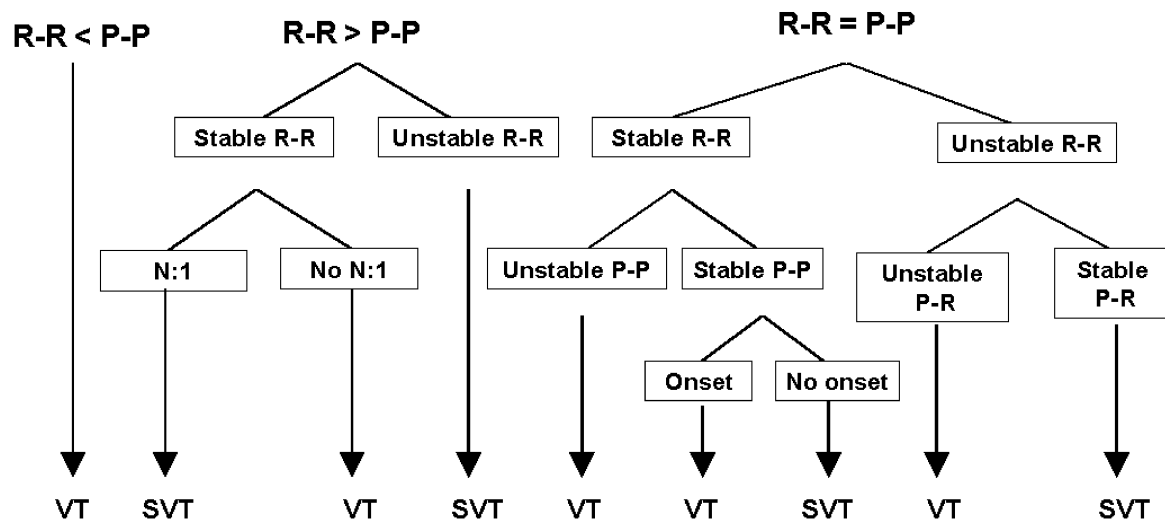 R-R < P-P
R-R > P-P
R-R = P-P
Stable R-R
Unstable R-R
Stable R-R
Unstable R-R
N:1
No N:1
Unstable P-P
Stable P-P
Unstable
P-R
Stable
P-R
Onset
No onset
VT
SVT
VT
SVT
VT
VT
SVT
VT
SVT